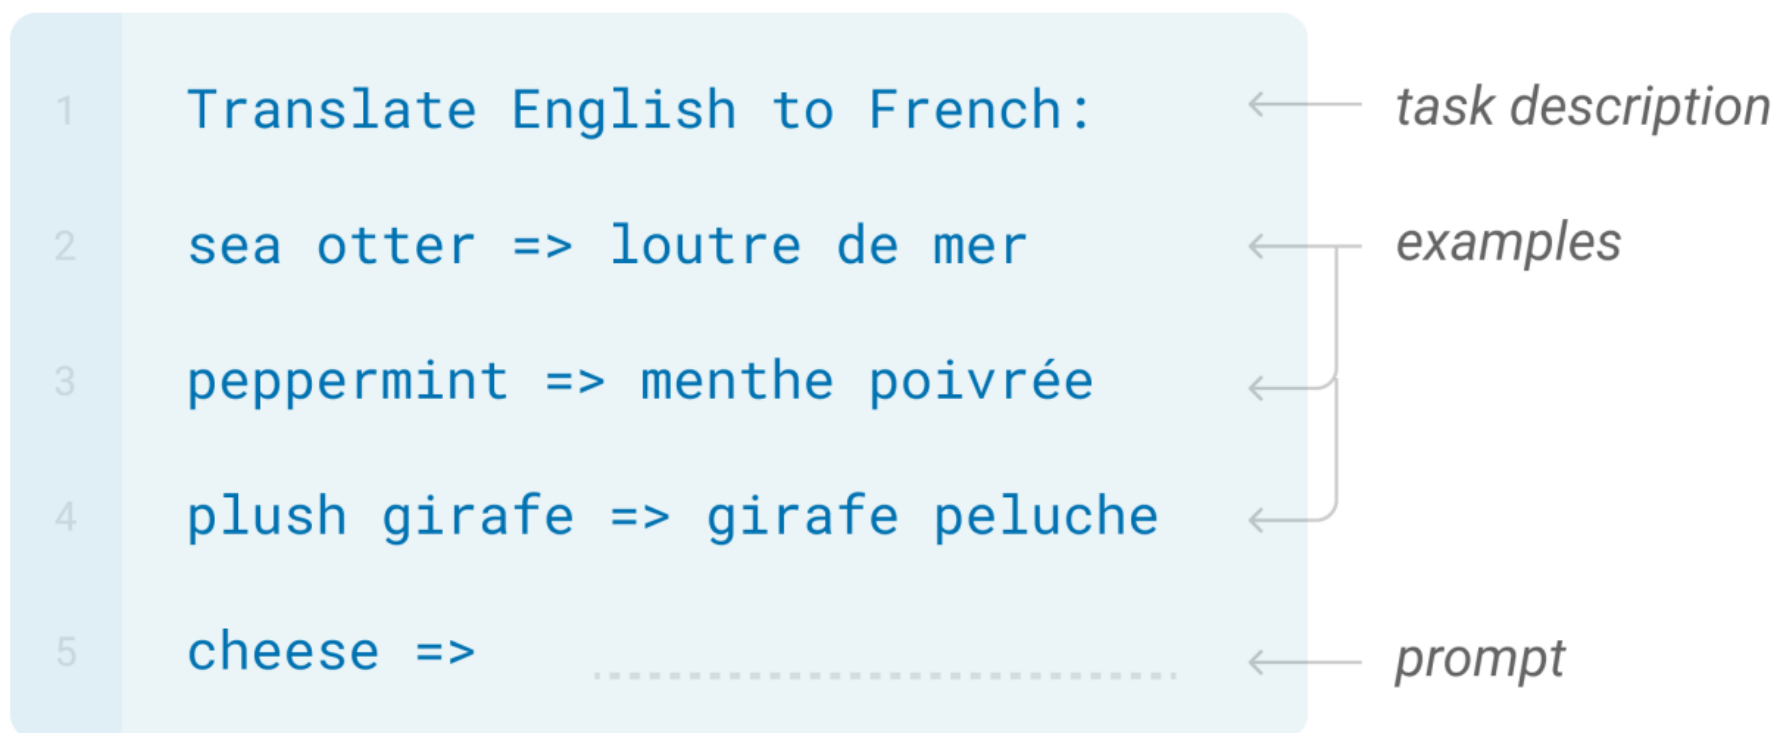 1 Translate English to French: task description
2 sea otter => loutre de mer examples
3 peppermint => menthe poivrée
4 plush girafe => girafe peluche
5 cheese => prompt